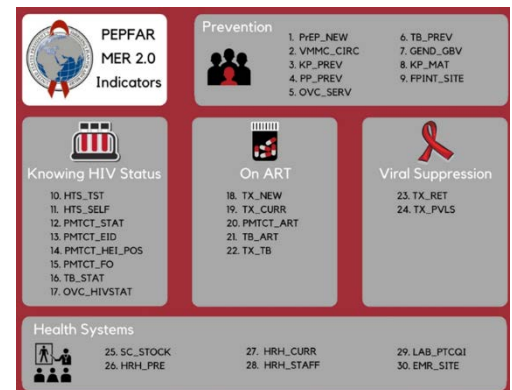 PEPFAR
MER 2.0
Indicators
Prevention
1. PrEP_NEW
2. VMMC_CIRC
3. KP_PREV
4. PP_PREV
5. OVC_SERV
6. TB_PREV
7. GEND_GBV
8. KP_MAT
9. FPINT_SITE
Knowing HIV Status
10. HTS_TST
11. HTS_SELF
12. PMTCT_STAT
13. PMTCT_EID
14. PMTCT_HEI_POS
15. PMTCT_FO
16. TB_STAT
17. OVC_HIVSTAT
On ART
18. TX_NEW
19. TX_CURR
20. PMTCT_ART
21. TB_ART
22. TX_TB
Viral Suppression
23. TX_RET
24. TX_PVLS
Health Systems
25. SC_STOCK
26. HRH_PRE
27. HRH_CURR
28. HRH_STAFF
29. LAB_PTCQI
30. EMR_SITE